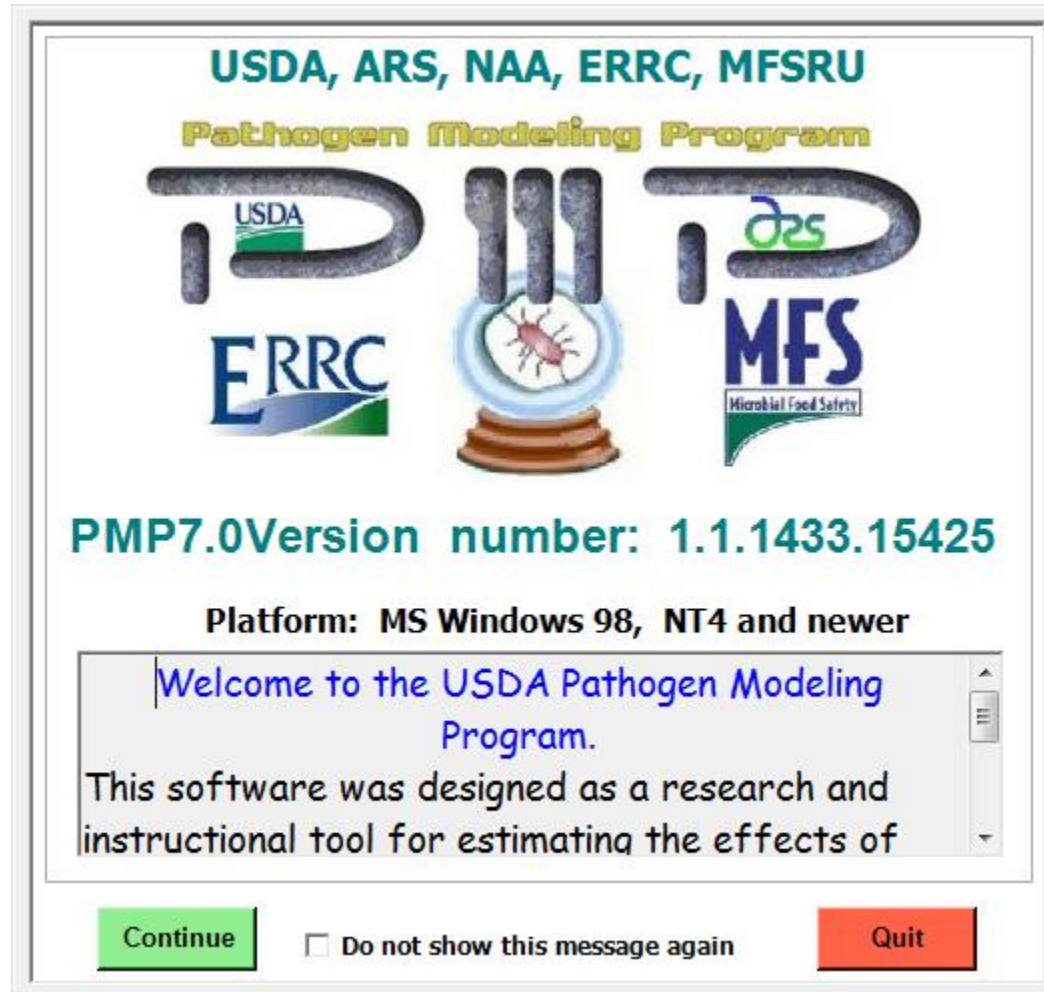 USDA, ARS, NAA, ERRC, MFSRU
Pathogen Modeling Program
PMP
USDA
ars
ERRC
MFS
Microbial Food Safety
PMP7.0Version number: 1.1.1433.15425
Platform: MS Windows 98, NT4 and newer
Welcome to the USDA Pathogen Modeling
Program.
This software was designed as a research and
instructional tool for estimating the effects of
Continue
Do not show this message again
Quit